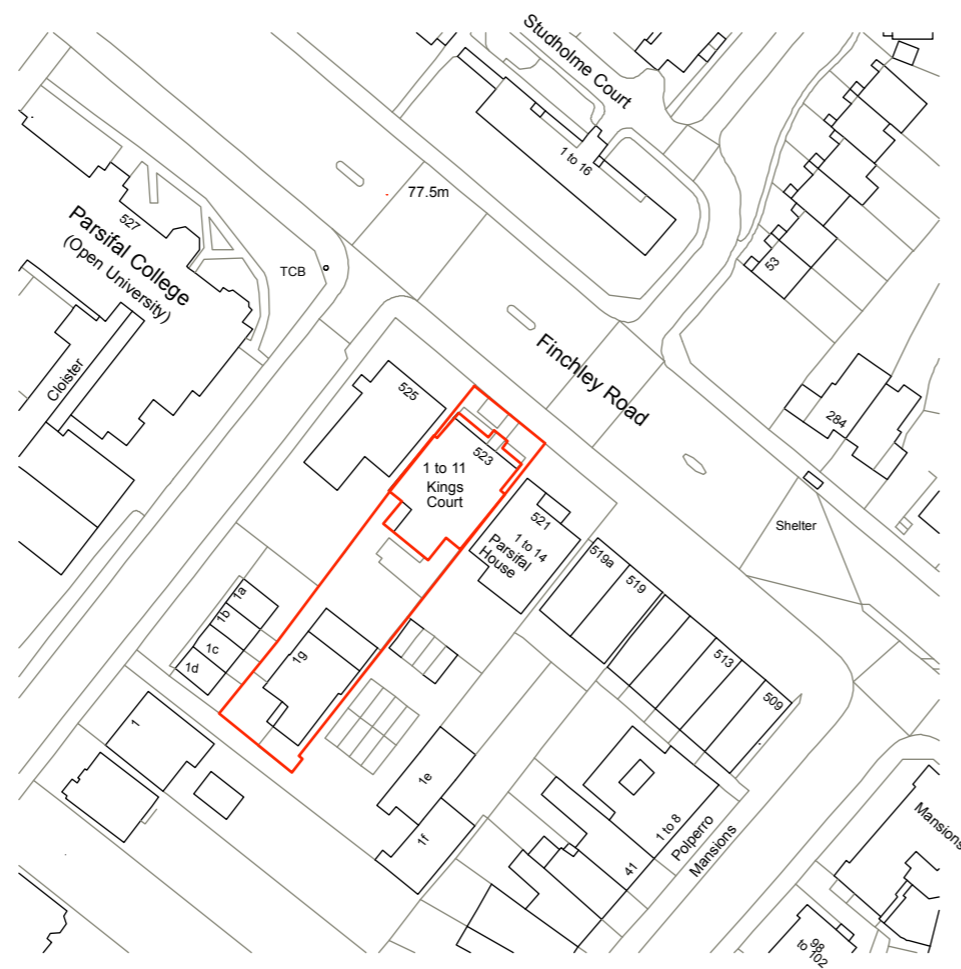 Studholme Court
1 to 16
77.5m
527
Parsifal College
(Open University)
TCB
53
Cloister
Finchley Road
525
284
523
1 to 11
Kings
Court
521
1 to 14
Parsifal
House
Shelter
519a
519
1a
1b
1c
1d
1g
513
509
1
1e
1f
1 to 8
Polperro
Mansions
41
Mansions
98
to 102